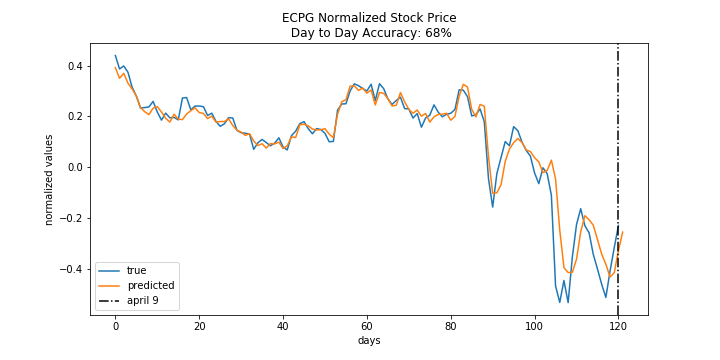 ECPG Normalized Stock Price
Day to Day Accuracy: 68%
normalized values
0.4
0.2
0.0
−0.2
−0.4
true
predicted
april 9
0 20 40 60 80 100 120
days